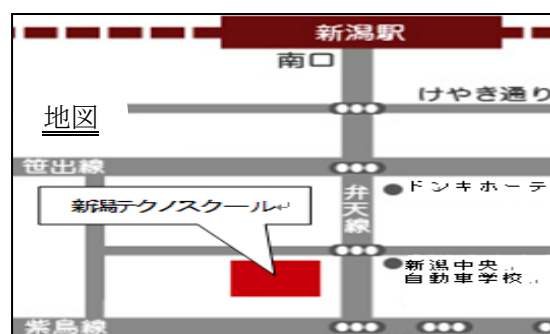 新潟駅
南口
けやき通り
地図
笹出線
弁天線
ドンキホーテ
新潟テクノスクール
新潟中央
自動車学校
紫鳥線